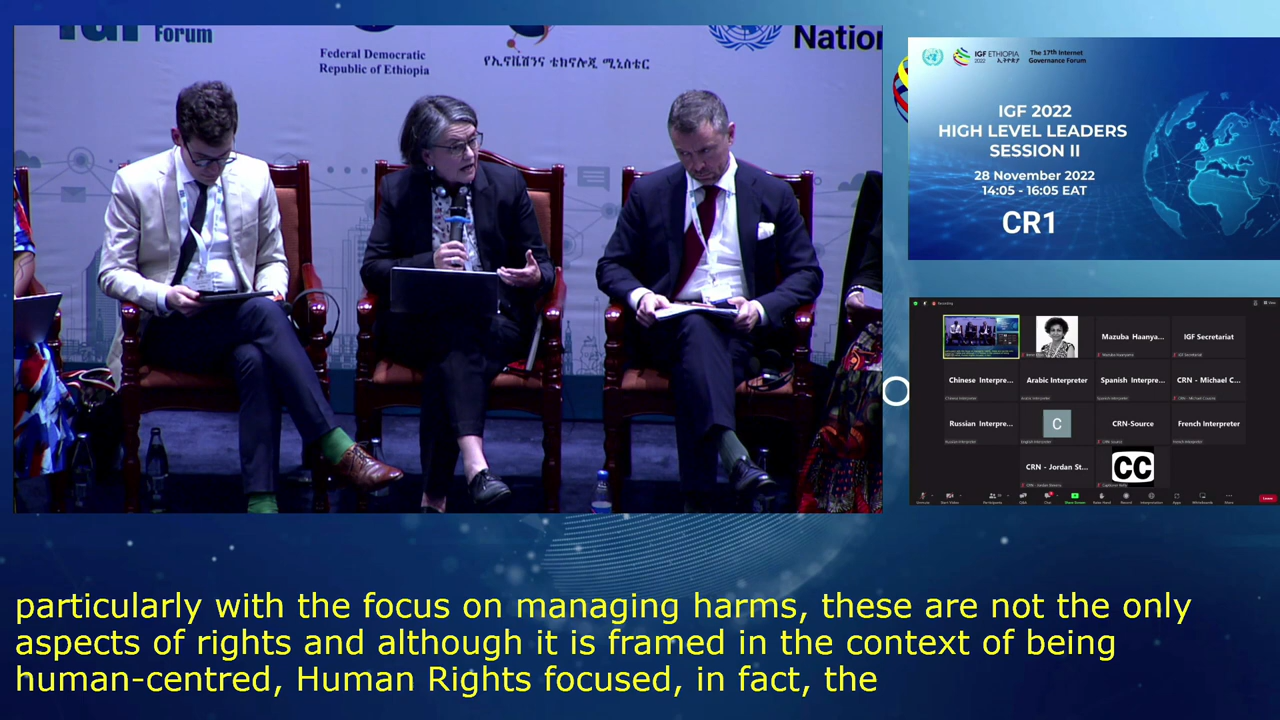 Forum
Federal Democratic
Republic of Ethiopia
የኢኖቬሽንና ቴክኖሎጂ ሚኒስቴር
Nation
IGF ETHIOPIA
2022 ኢትዮጵያ
The 17th Internet
Governance Forum
IGF 2022
HIGH LEVEL LEADERS
SESSION II
28 November 2022
14:05 - 16:05 EAT
CR1
Recording
Mazuba Haanya...
IGF Secretariat
Chinese Interpre...
Arabic Interpreter
Spanish Interpre...
CRN - Michael C...
Russian Interpre...
C
CRN-Source
French Interpreter
CRN - Jordan St...
CC
particularly with the focus on managing harms, these are not the only
aspects of rights and although it is framed in the context of being
human-centred, Human Rights focused, in fact, the